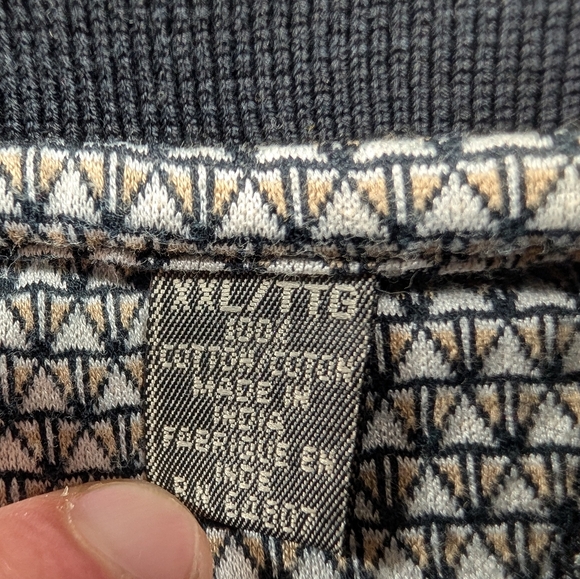 XXL/TTG
100%
COTTON/COTON
MADE IN
INDIA
FABRIQUE EN
INDE
RN